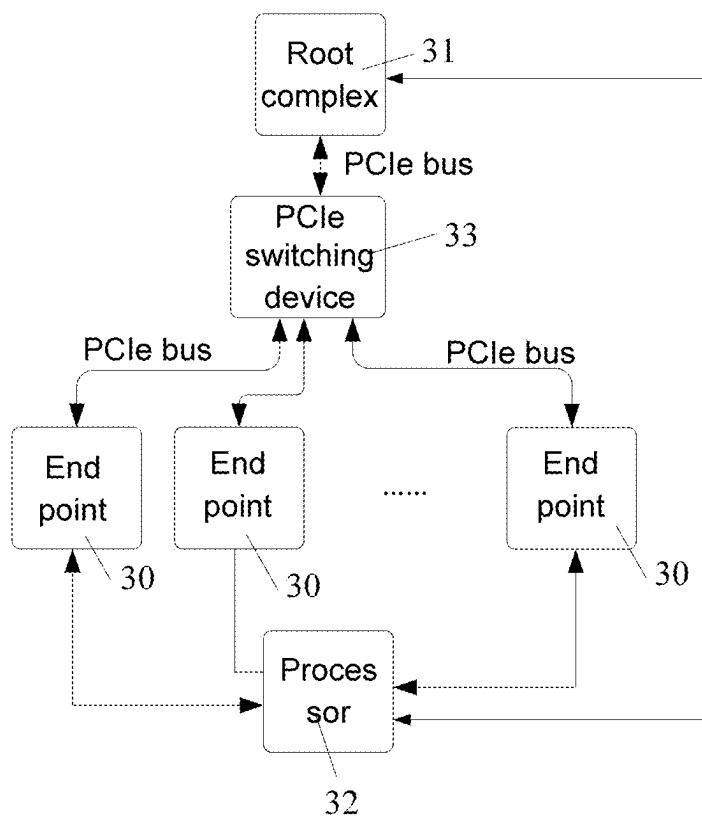 Root
complex
31
PCIe bus
PCIe
switching
device
33
PCIe bus
PCIe bus
End
point
30
End
point
30
......
End
point
30
Proces
sor
32